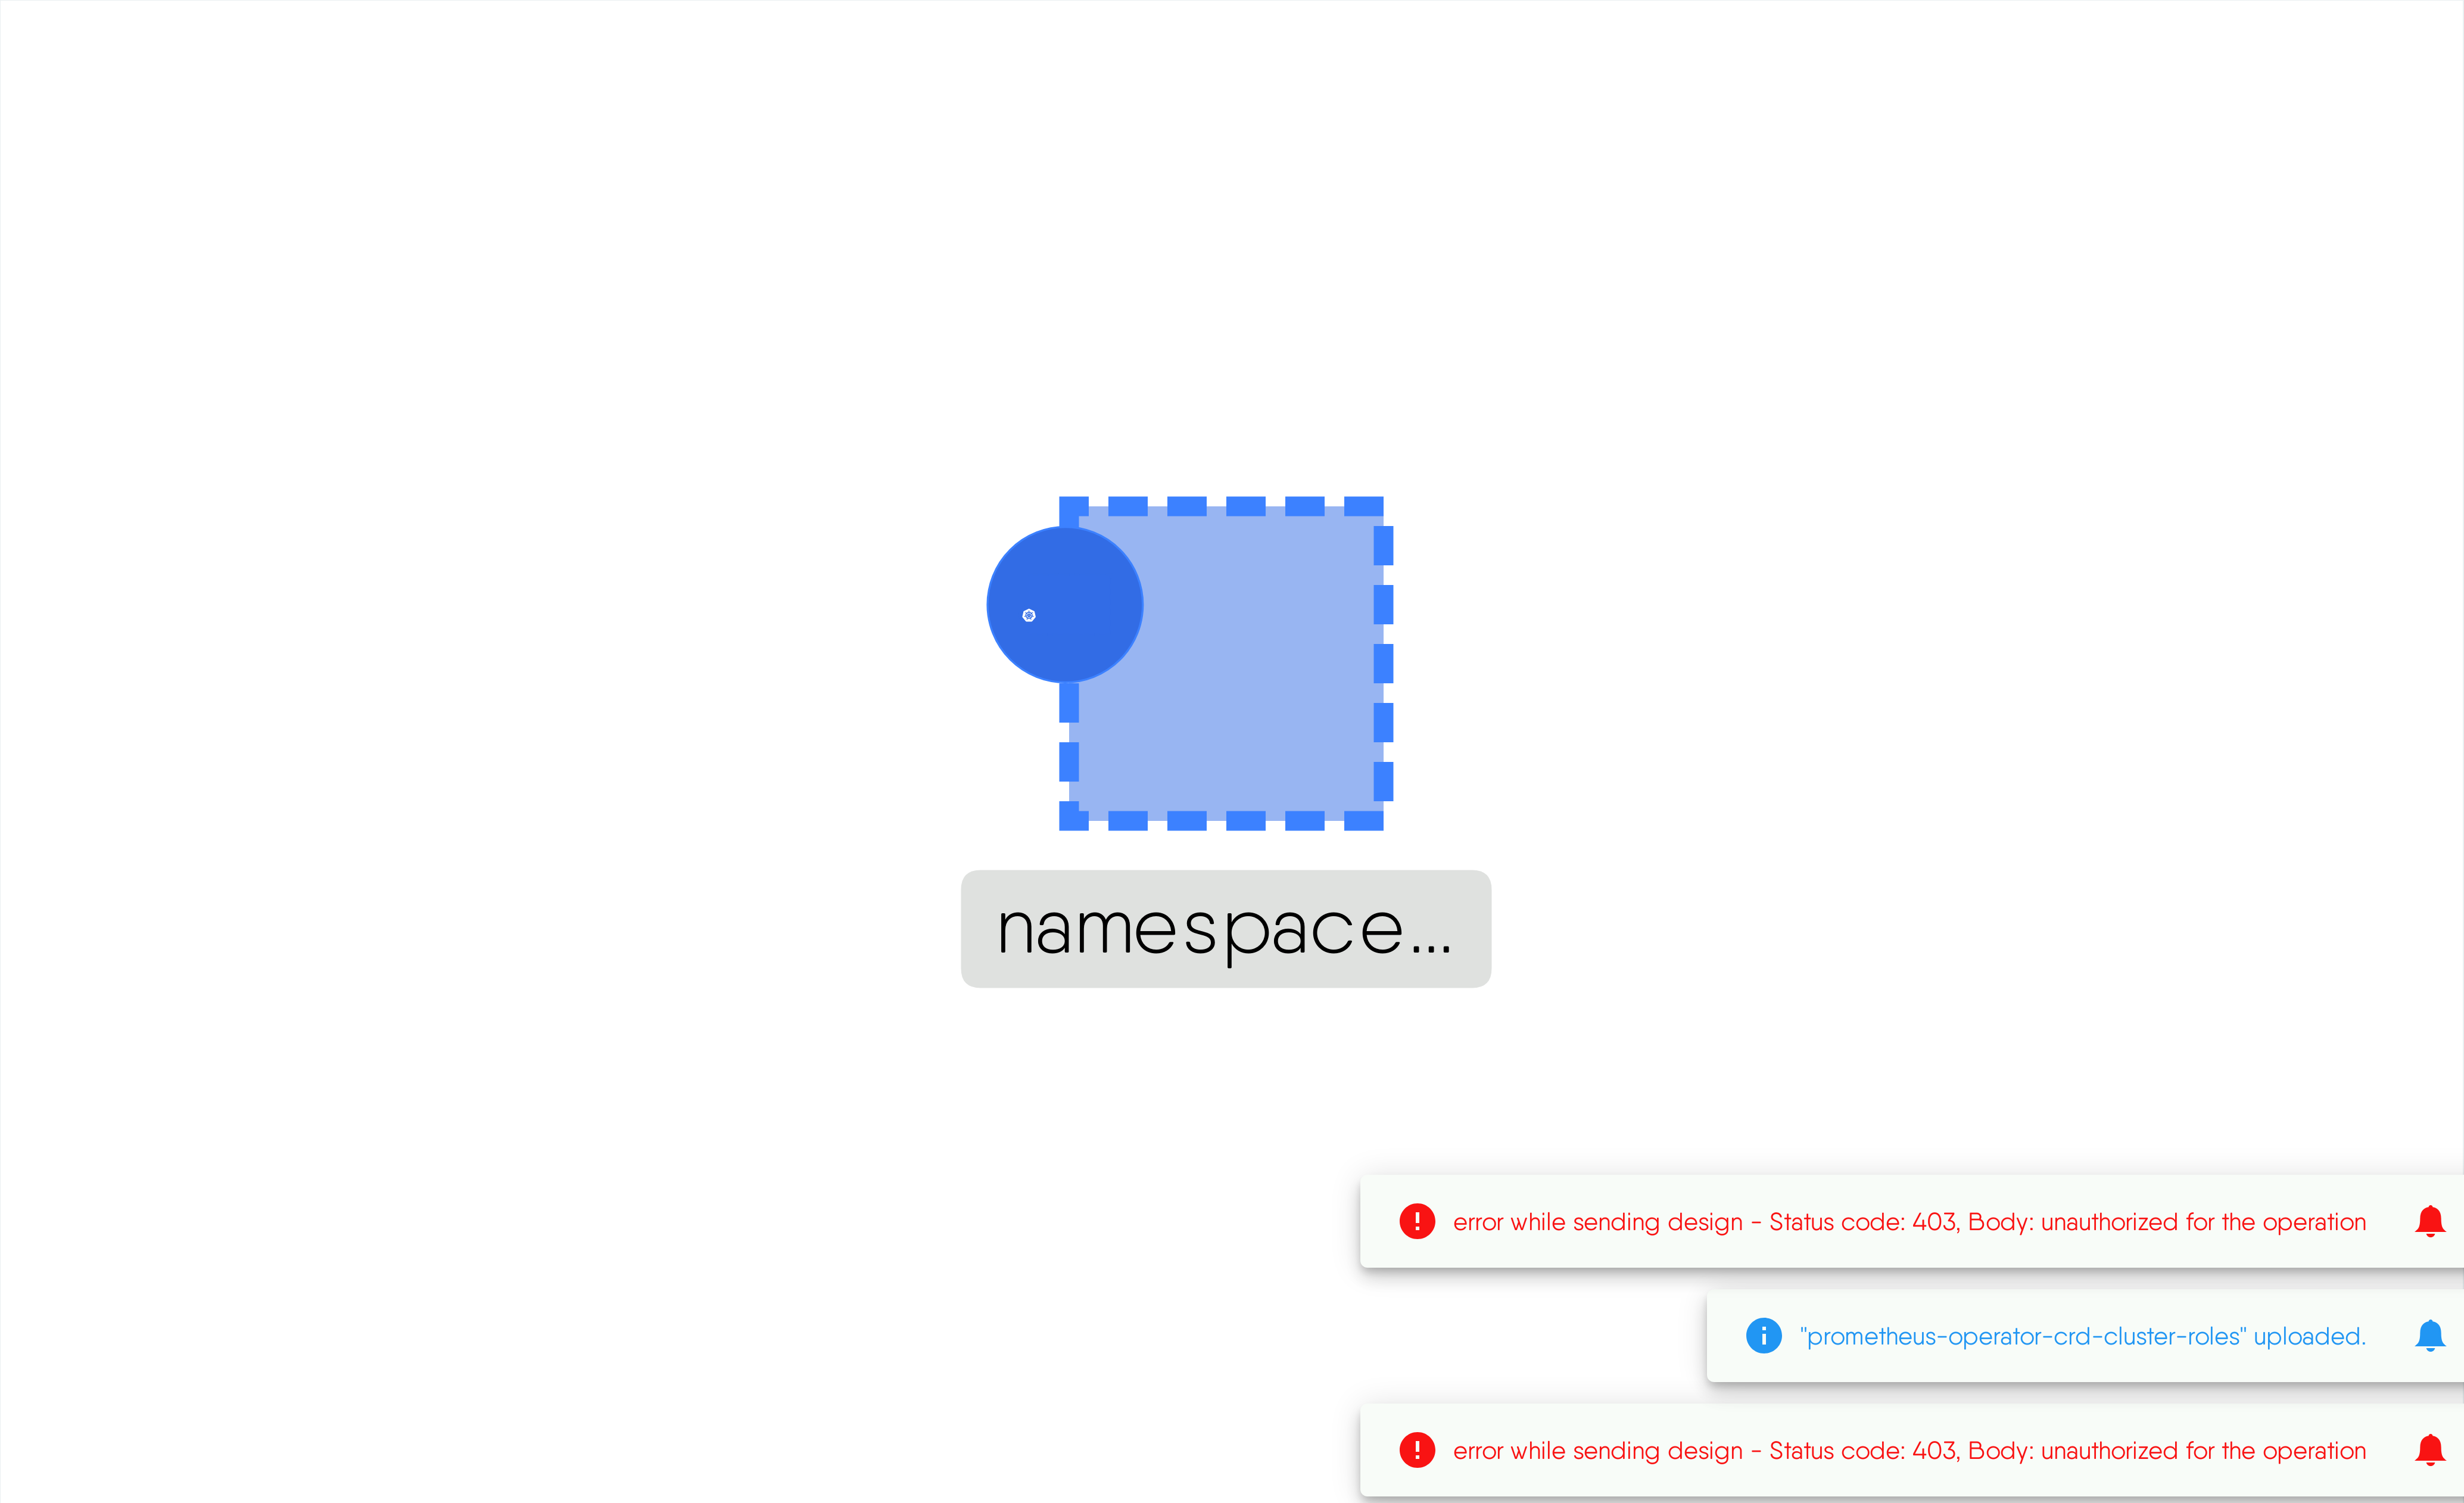 namespace...
error while sending design - Status code: 403, Body: unauthorized for the operation
"prometheus-operator-crd-cluster-roles" uploaded.
error while sending design - Status code: 403, Body: unauthorized for the operation